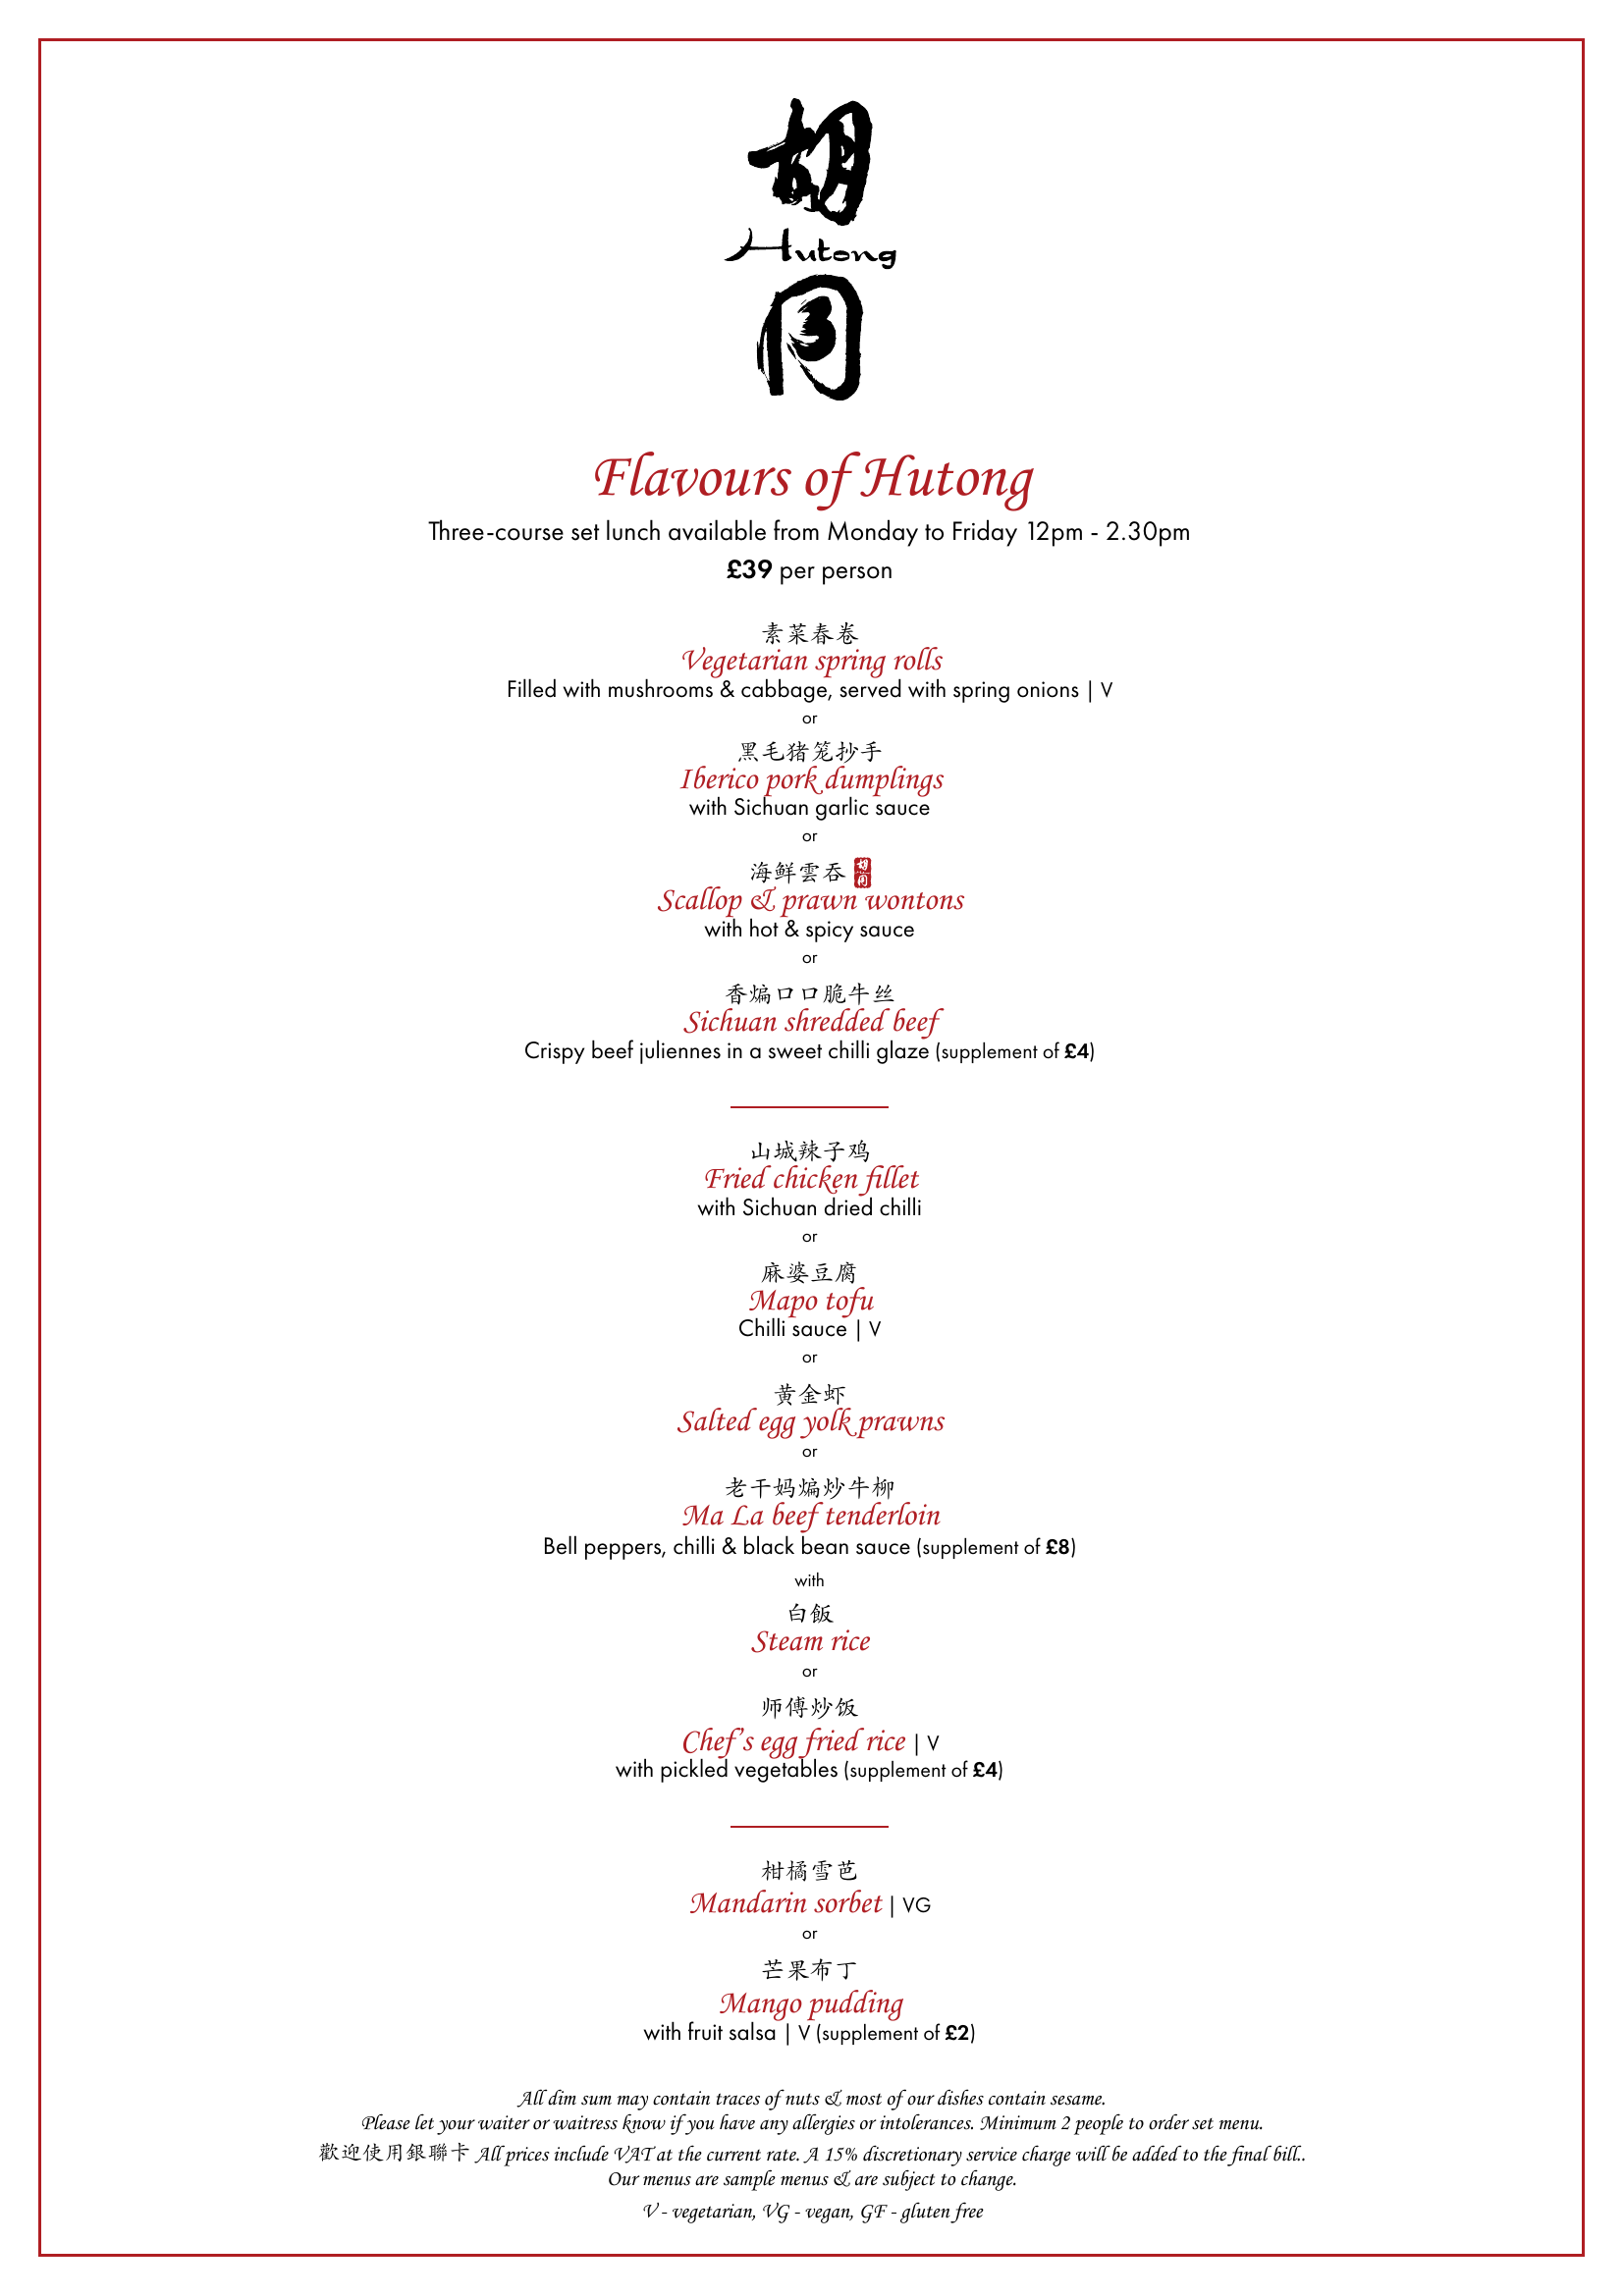 胡
Hutong
同
Flavours of Hutong
Three-course set lunch available from Monday to Friday 12pm - 2.30pm
£39 per person
素菜春卷
Vegetarian spring rolls
Filled with mushrooms & cabbage, served with spring onions | V
or
黑毛猪笼抄手
Iberico pork dumplings
with Sichuan garlic sauce
or
海鲜雲吞 胡同
Scallop & prawn wontons
with hot & spicy sauce
or
香煸口口脆牛丝
Sichuan shredded beef
Crispy beef juliennes in a sweet chilli glaze (supplement of £4)
山城辣子鸡
Fried chicken fillet
with Sichuan dried chilli
or
麻婆豆腐
Mapo tofu
Chilli sauce | V
or
黄金虾
Salted egg yolk prawns
or
老干妈煸炒牛柳
Ma La beef tenderloin
Bell peppers, chilli & black bean sauce (supplement of £8)
with
白飯
Steam rice
or
师傅炒饭
Chef's egg fried rice | V
with pickled vegetables (supplement of £4)
柑橘雪芭
Mandarin sorbet | VG
or
芒果布丁
Mango pudding
with fruit salsa | V (supplement of £2)
All dim sum may contain traces of nuts & most of our dishes contain sesame.
Please let your waiter or waitress know if you have any allergies or intolerances. Minimum 2 people to order set menu.
歡迎使用銀聯卡 All prices include VAT at the current rate. A 15% discretionary service charge will be added to the final bill..
Our menus are sample menus & are subject to change.
V - vegetarian, VG - vegan, GF - gluten free